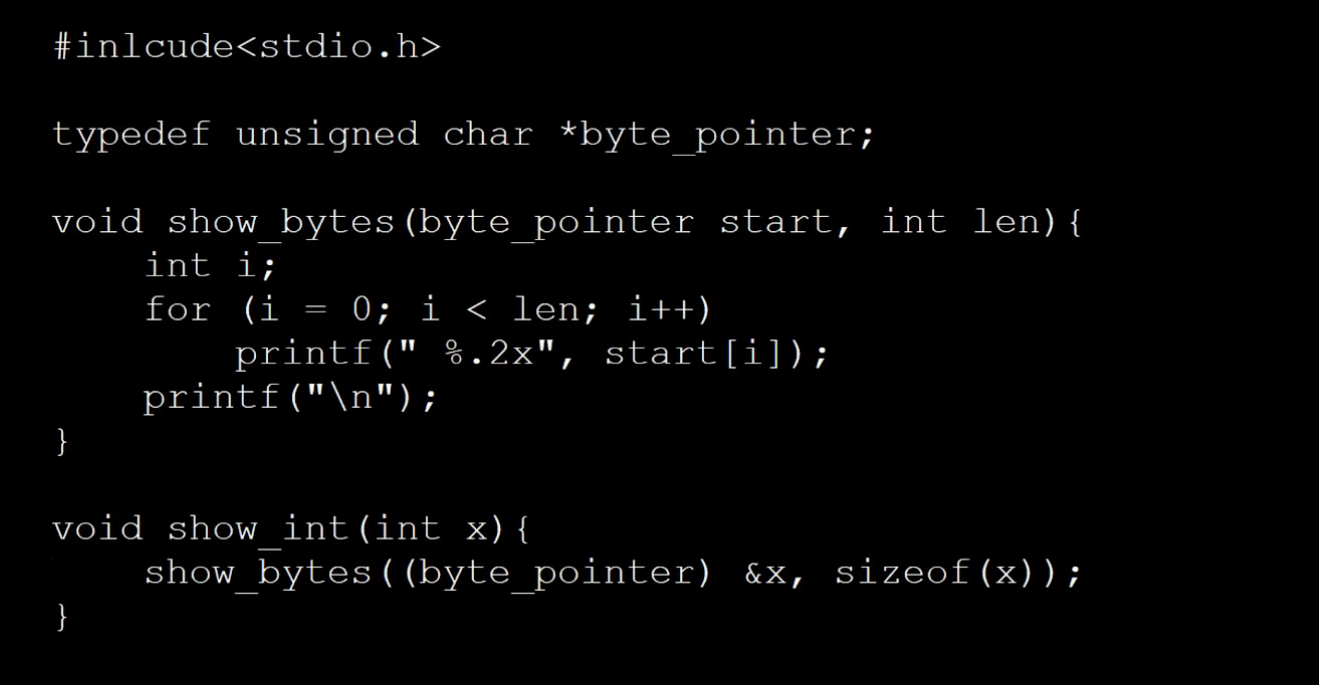 #inlcude<stdio.h>
typedef unsigned char *byte_pointer;
void show_bytes(byte_pointer start, int len){
int i;
for (i = 0; i < len; i++)
printf(" %.2x", start[i]);
printf("\n");
}
void show_int(int x){
show_bytes((byte_pointer) &x, sizeof(x));
}